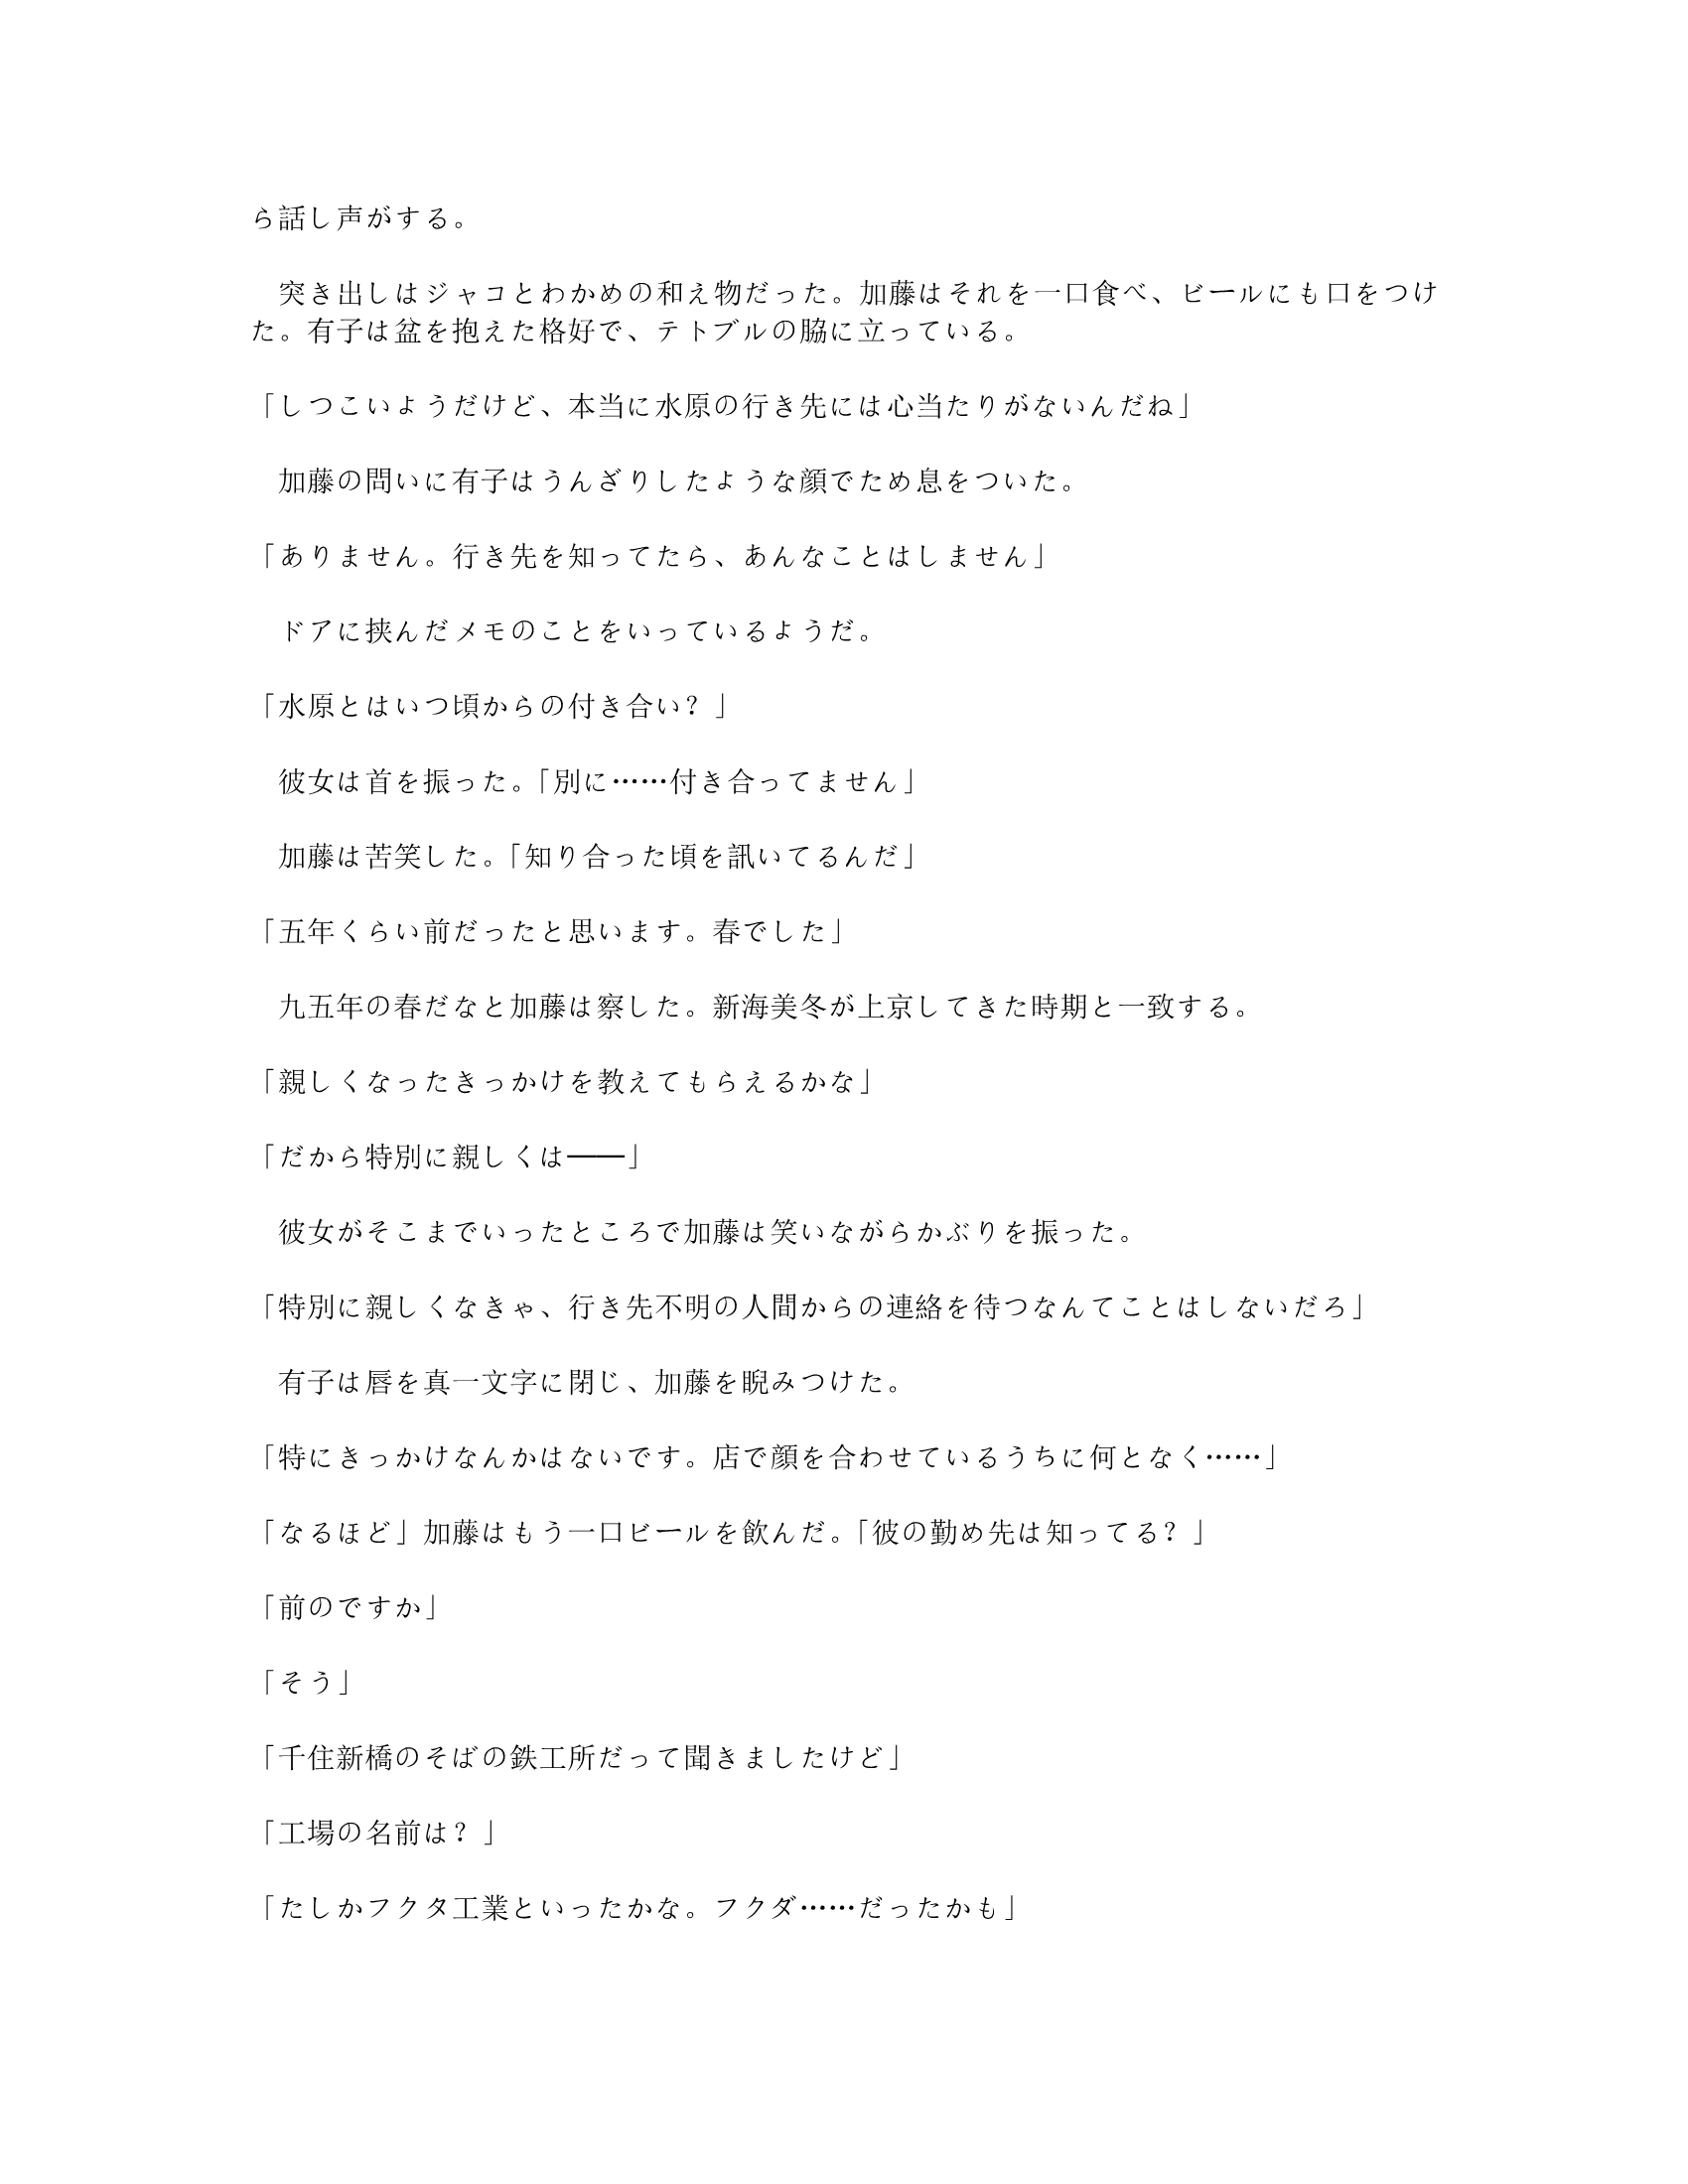 ら話し声がする。
　突き出しはジャコとわかめの和え物だった。加藤はそれを一口食べ、ビールにも口をつけ
た。有子は盆を抱えた格好で、テトブルの脇に立っている。
「しつこいようだけど、本当に水原の行き先には心当たりがないんだね」
　加藤の問いに有子はうんざりしたような顔でため息をついた。
「ありません。行き先を知ってたら、あんなことはしません」
　ドアに挟んだメモのことをいっているようだ。
「水原とはいつ頃からの付き合い？」
　彼女は首を振った。「別に……付き合ってません」
　加藤は苦笑した。「知り合った頃を訊いてるんだ」
「五年くらい前だったと思います。春でした」
　九五年の春だなと加藤は察した。新海美冬が上京してきた時期と一致する。
「親しくなったきっかけを教えてもらえるかな」
「だから特別に親しくは――」
　彼女がそこまでいったところで加藤は笑いながらかぶりを振った。
「特別に親しくなきゃ、行き先不明の人間からの連絡を待つなんてことはしないだろ」
　有子は唇を真一文字に閉じ、加藤を睨みつけた。
「特にきっかけなんかはないです。店で顔を合わせているうちに何となく……」
「なるほど」加藤はもう一口ビールを飲んだ。「彼の勤め先は知ってる？」
「前のですか」
「そう」
「千住新橋のそばの鉄工所だって聞きましたけど」
「工場の名前は？」
「たしかフクタ工業といったかな。フクダ……だったかも」